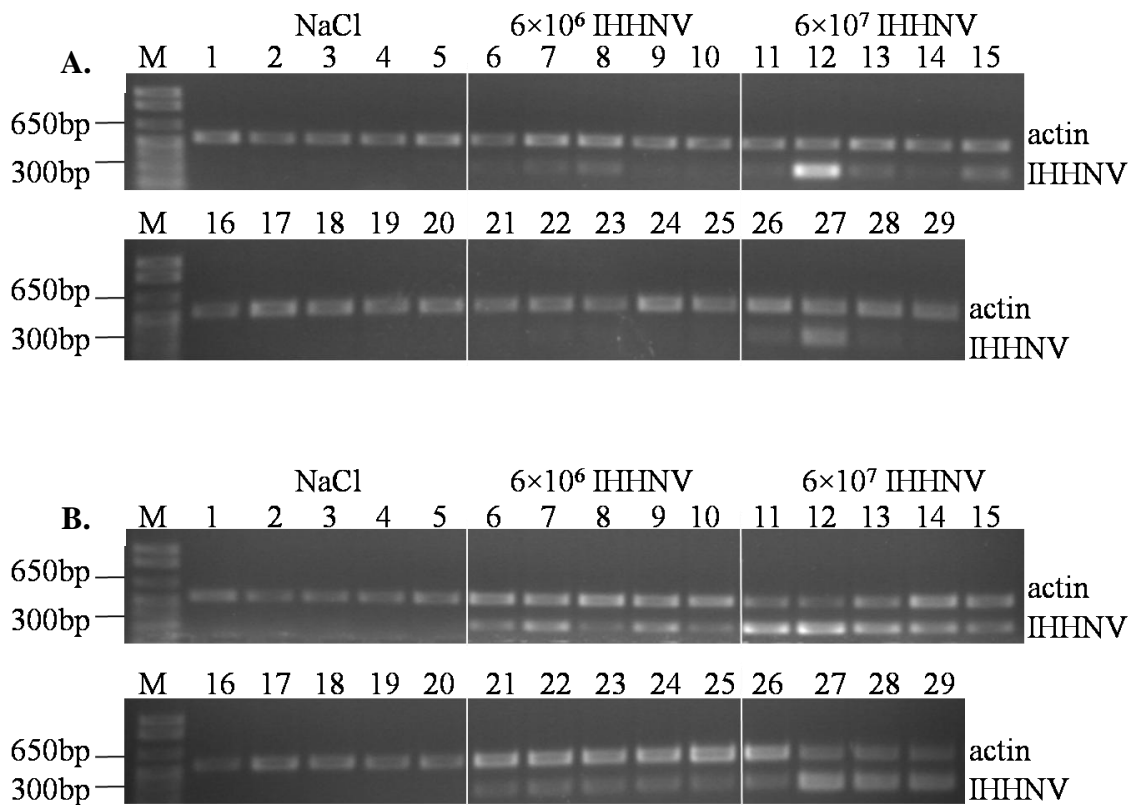 NaCl 6×10⁶ IHHNV 6×10⁷ IHHNV
A. M 1 2 3 4 5 6 7 8 9 10 11 12 13 14 15
650bp actin
300bp IHHNV
M 16 17 18 19 20 21 22 23 24 25 26 27 28 29
650bp actin
300bp IHHNV
NaCl 6×10⁶ IHHNV 6×10⁷ IHHNV
B. M 1 2 3 4 5 6 7 8 9 10 11 12 13 14 15
650bp actin
300bp IHHNV
M 16 17 18 19 20 21 22 23 24 25 26 27 28 29
650bp actin
300bp IHHNV